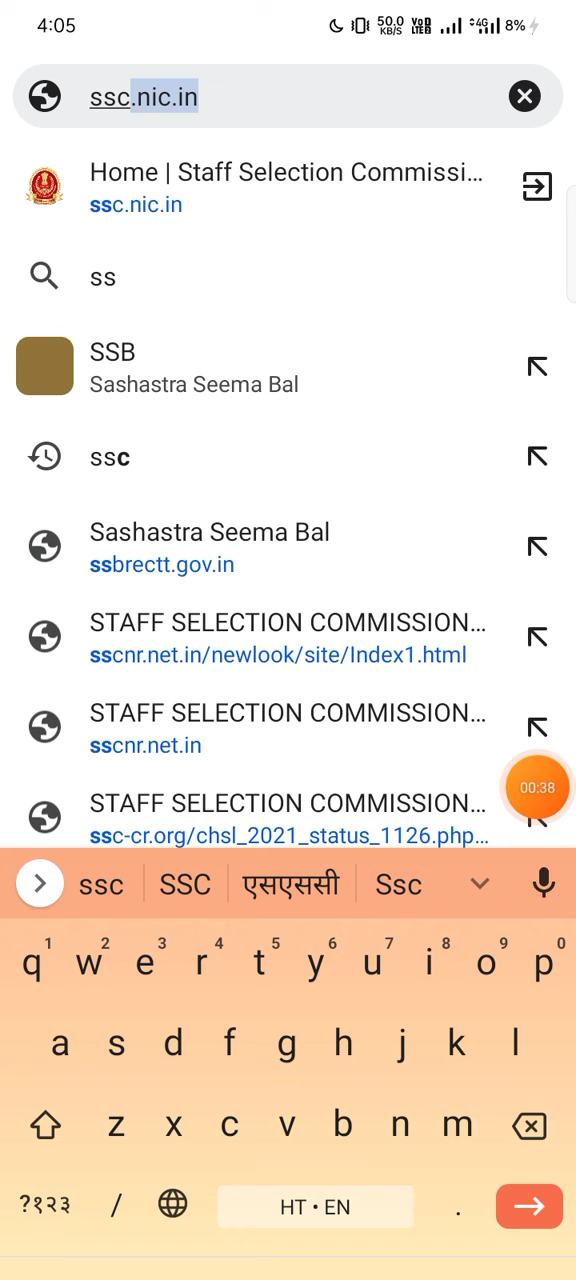 4:05 50.0 KB/S VoD LTE2 4G 8%
ssc.nic.in
Home | Staff Selection Commissi...
ssc.nic.in
ss
SSB
Sashastra Seema Bal
ssc
Sashastra Seema Bal
ssbrectt.gov.in
STAFF SELECTION COMMISSION...
sscnr.net.in/newlook/site/Index1.html
STAFF SELECTION COMMISSION...
sscnr.net.in
00:38
STAFF SELECTION COMMISSION...
ssc-cr.org/chsl_2021_status_1126.php...
ssc SSC एसएससी Ssc
1 2 3 4 5 6 7 8 9 0
q w e r t y u i o p
a s d f g h j k l
z x c v b n m
?१२३ / HT • EN .